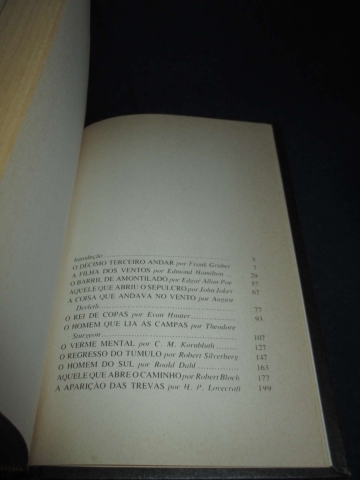 Introdução 5
O DÉCIMO TERCEIRO ANDAR por Frank Gruber 7
A FILHA DOS VENTOS por Edmond Hamilton ... 29
O BARRIL DE AMONTILADO por Edgar Allan Poe 57
AQUELE QUE ABRIU O SEPULCRO por John Jakes 67
A COISA QUE ANDAVA NO VENTO por August
Derleth 77
O REI DE COPAS por Evan Hunter 93
O HOMEM QUE LIA AS CAMPAS por Theodore
Sturgeon 107
O VERME MENTAL por C. M. Kornbluth 127
O REGRESSO DO TÚMULO por Robert Silverberg 147
O HOMEM DO SUL por Roald Dahl 163
AQUELE QUE ABRE O CAMINHO por Robert Bloch 177
A APARIÇÃO DAS TREVAS por H. P. Lovecraft 199